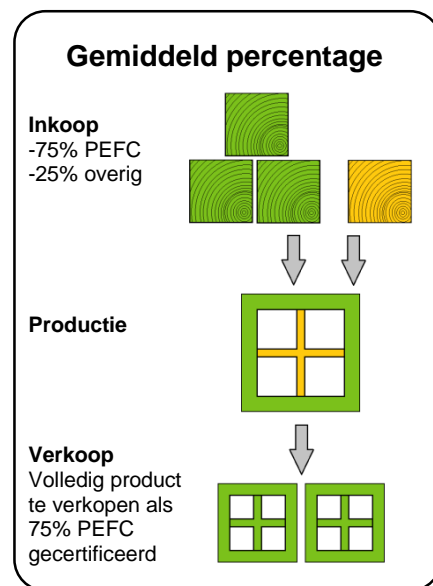 Gemiddeld percentage
Inkoop
-75% PEFC
-25% overig
Productie
Verkoop
Volledig product
te verkopen als
75% PEFC
gecertificeerd